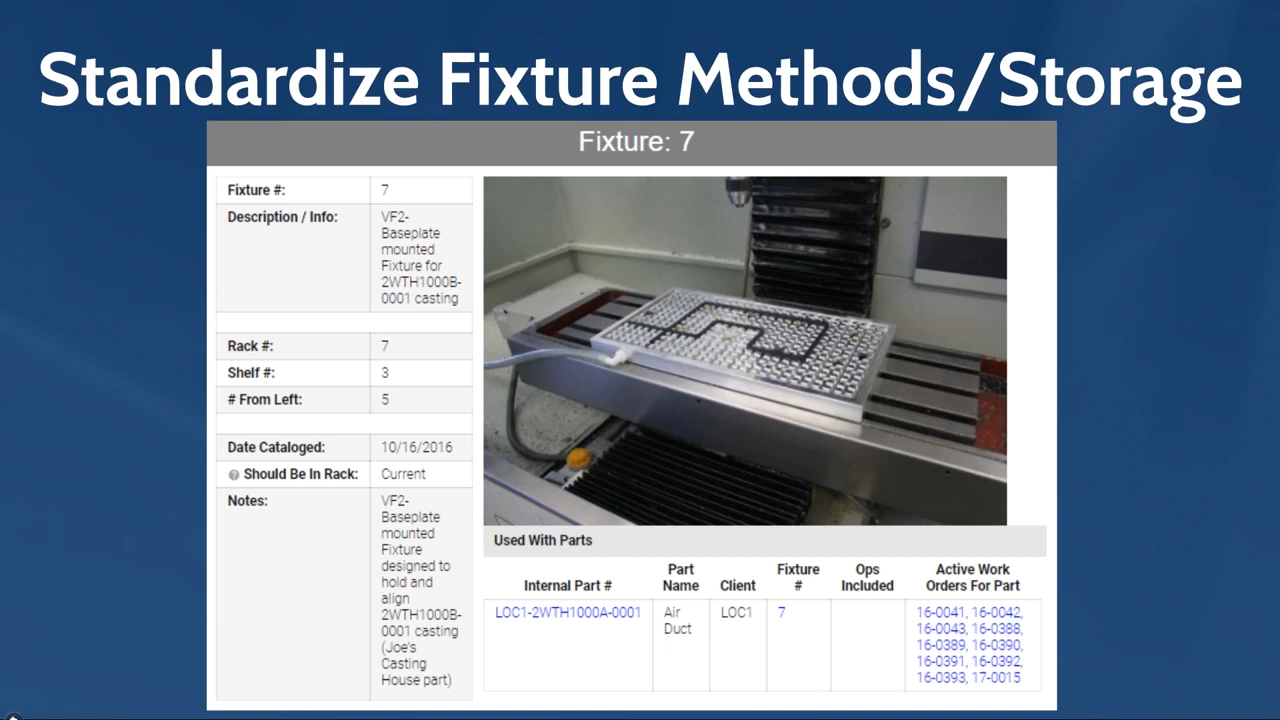 Standardize Fixture Methods/Storage
Fixture: 7
Fixture #: 7
Description / Info: VF2-
Baseplate
mounted
Fixture for
2WTH1000B-
0001 casting
Rack #: 7
Shelf #: 3
# From Left: 5
Date Cataloged: 10/16/2016
Should Be In Rack: Current
Notes: VF2-
Baseplate
mounted
Fixture
designed to
hold and
align
2WTH1000B-
0001 casting
(Joe's
Casting
House part)
Used With Parts
Internal Part # Part Name Client Fixture # Ops Included Active Work Orders For Part
LOC1-2WTH1000A-0001 Air Duct LOC1 7 16-0041, 16-0042,
16-0043, 16-0388,
16-0389, 16-0390,
16-0391, 16-0392,
16-0393, 17-0015